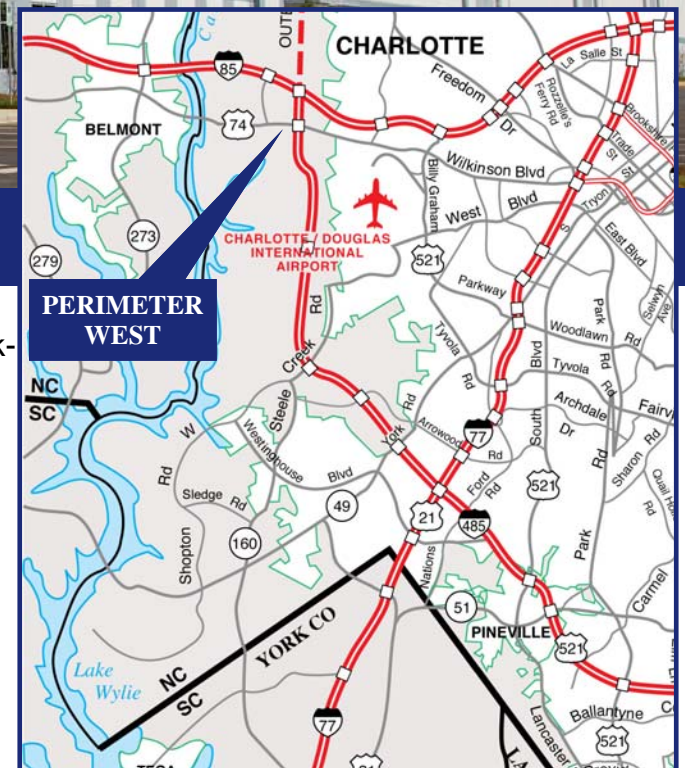 OUTE
CHARLOTTE
85
Freedom
Dr
La Salle St
Rozzelle's
Ferry Rd
Brookshire
Trade
St
BELMONT
74
Billy Graham
Wilkinson Blvd
West Blvd
Tryon
St
S
East Blvd
Selwyn
Ave
CHARLOTTE / DOUGLAS
INTERNATIONAL
AIRPORT
521
279
273
Parkway
Park
Rd
PERIMETER
WEST
Woodlawn Rd
Tyvola
Rd
Blvd
Tyvola
Creek
Rd
NC
SC
Steele
W
Rd
York
Rd
Arrowood Rd
77
South
Archdale
Dr
Fairv
Sharon Rd
Westinghouse
Blvd
Ford
Rd
521
Rd
Rd
Sledge Rd
49
21
485
160
Shopton
Nations
Park
Carmel
51
YORK CO
PINEVILLE
521
Lake
Wylie
NC
SC
Lancaster
Ballantyne
77
521